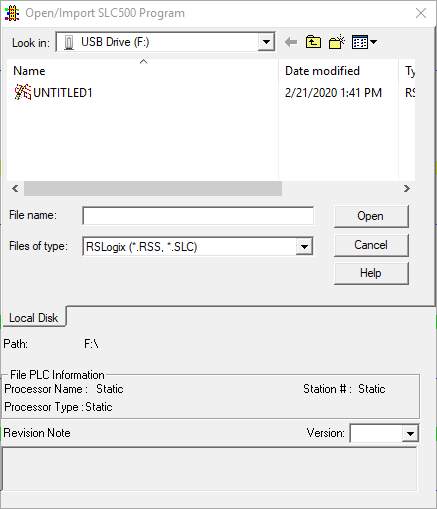 Open/Import SLC500 Program
Look in: USB Drive (F:)
Name Date modified Ty
UNTITLED1 2/21/2020 1:41 PM RS
File name: Open
Files of type: RSLogix (*.RSS, *.SLC) Cancel
Help
Local Disk
Path: F:\
File PLC Information
Processor Name : Static Station # : Static
Processor Type : Static
Revision Note Version: